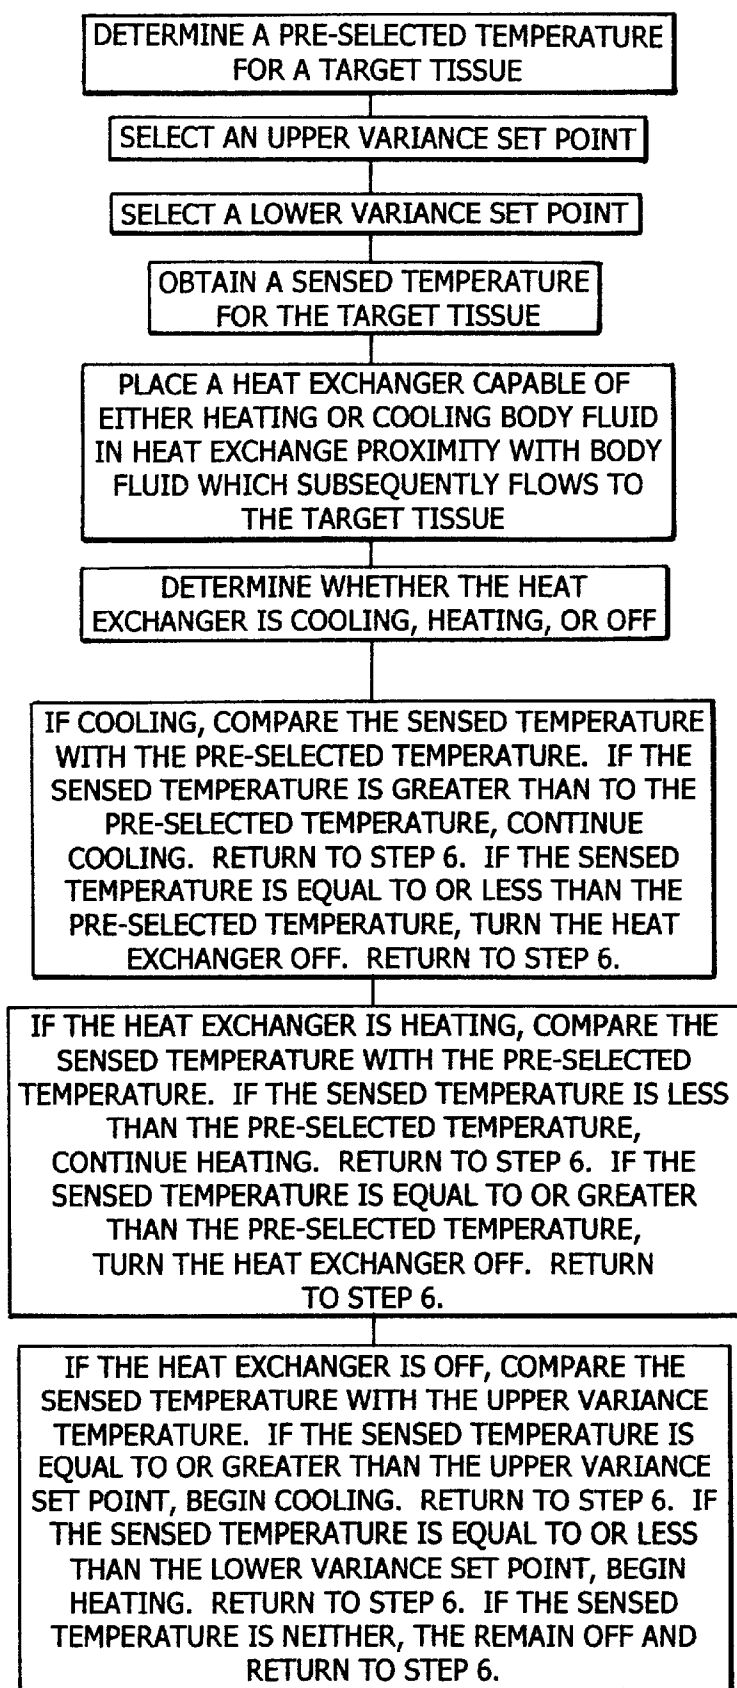 DETERMINE A PRE-SELECTED TEMPERATURE
FOR A TARGET TISSUE
SELECT AN UPPER VARIANCE SET POINT
SELECT A LOWER VARIANCE SET POINT
OBTAIN A SENSED TEMPERATURE
FOR THE TARGET TISSUE
PLACE A HEAT EXCHANGER CAPABLE OF
EITHER HEATING OR COOLING BODY FLUID
IN HEAT EXCHANGE PROXIMITY WITH BODY
FLUID WHICH SUBSEQUENTLY FLOWS TO
THE TARGET TISSUE
DETERMINE WHETHER THE HEAT
EXCHANGER IS COOLING, HEATING, OR OFF
IF COOLING, COMPARE THE SENSED TEMPERATURE
WITH THE PRE-SELECTED TEMPERATURE. IF THE
SENSED TEMPERATURE IS GREATER THAN TO THE
PRE-SELECTED TEMPERATURE, CONTINUE
COOLING. RETURN TO STEP 6. IF THE SENSED
TEMPERATURE IS EQUAL TO OR LESS THAN THE
PRE-SELECTED TEMPERATURE, TURN THE HEAT
EXCHANGER OFF. RETURN TO STEP 6.
IF THE HEAT EXCHANGER IS HEATING, COMPARE THE
SENSED TEMPERATURE WITH THE PRE-SELECTED
TEMPERATURE. IF THE SENSED TEMPERATURE IS LESS
THAN THE PRE-SELECTED TEMPERATURE,
CONTINUE HEATING. RETURN TO STEP 6. IF THE
SENSED TEMPERATURE IS EQUAL TO OR GREATER
THAN THE PRE-SELECTED TEMPERATURE,
TURN THE HEAT EXCHANGER OFF. RETURN
TO STEP 6.
IF THE HEAT EXCHANGER IS OFF, COMPARE THE
SENSED TEMPERATURE WITH THE UPPER VARIANCE
TEMPERATURE. IF THE SENSED TEMPERATURE IS
EQUAL TO OR GREATER THAN THE UPPER VARIANCE
SET POINT, BEGIN COOLING. RETURN TO STEP 6. IF
THE SENSED TEMPERATURE IS EQUAL TO OR LESS
THAN THE LOWER VARIANCE SET POINT, BEGIN
HEATING. RETURN TO STEP 6. IF THE SENSED
TEMPERATURE IS NEITHER, THE REMAIN OFF AND
RETURN TO STEP 6.